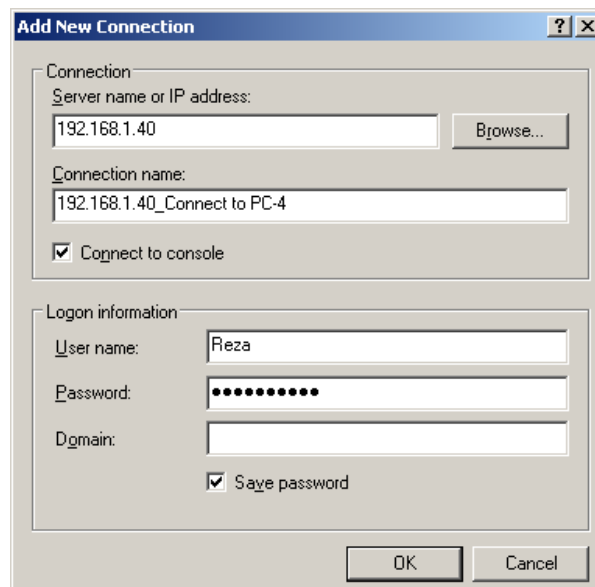 Add New Connection
Connection
Server name or IP address:
192.168.1.40
Browse...
Connection name:
192.168.1.40_Connect to PC-4
Connect to console
Logon information
User name:
Reza
Password:
••••••••••
Domain:
Save password
OK
Cancel